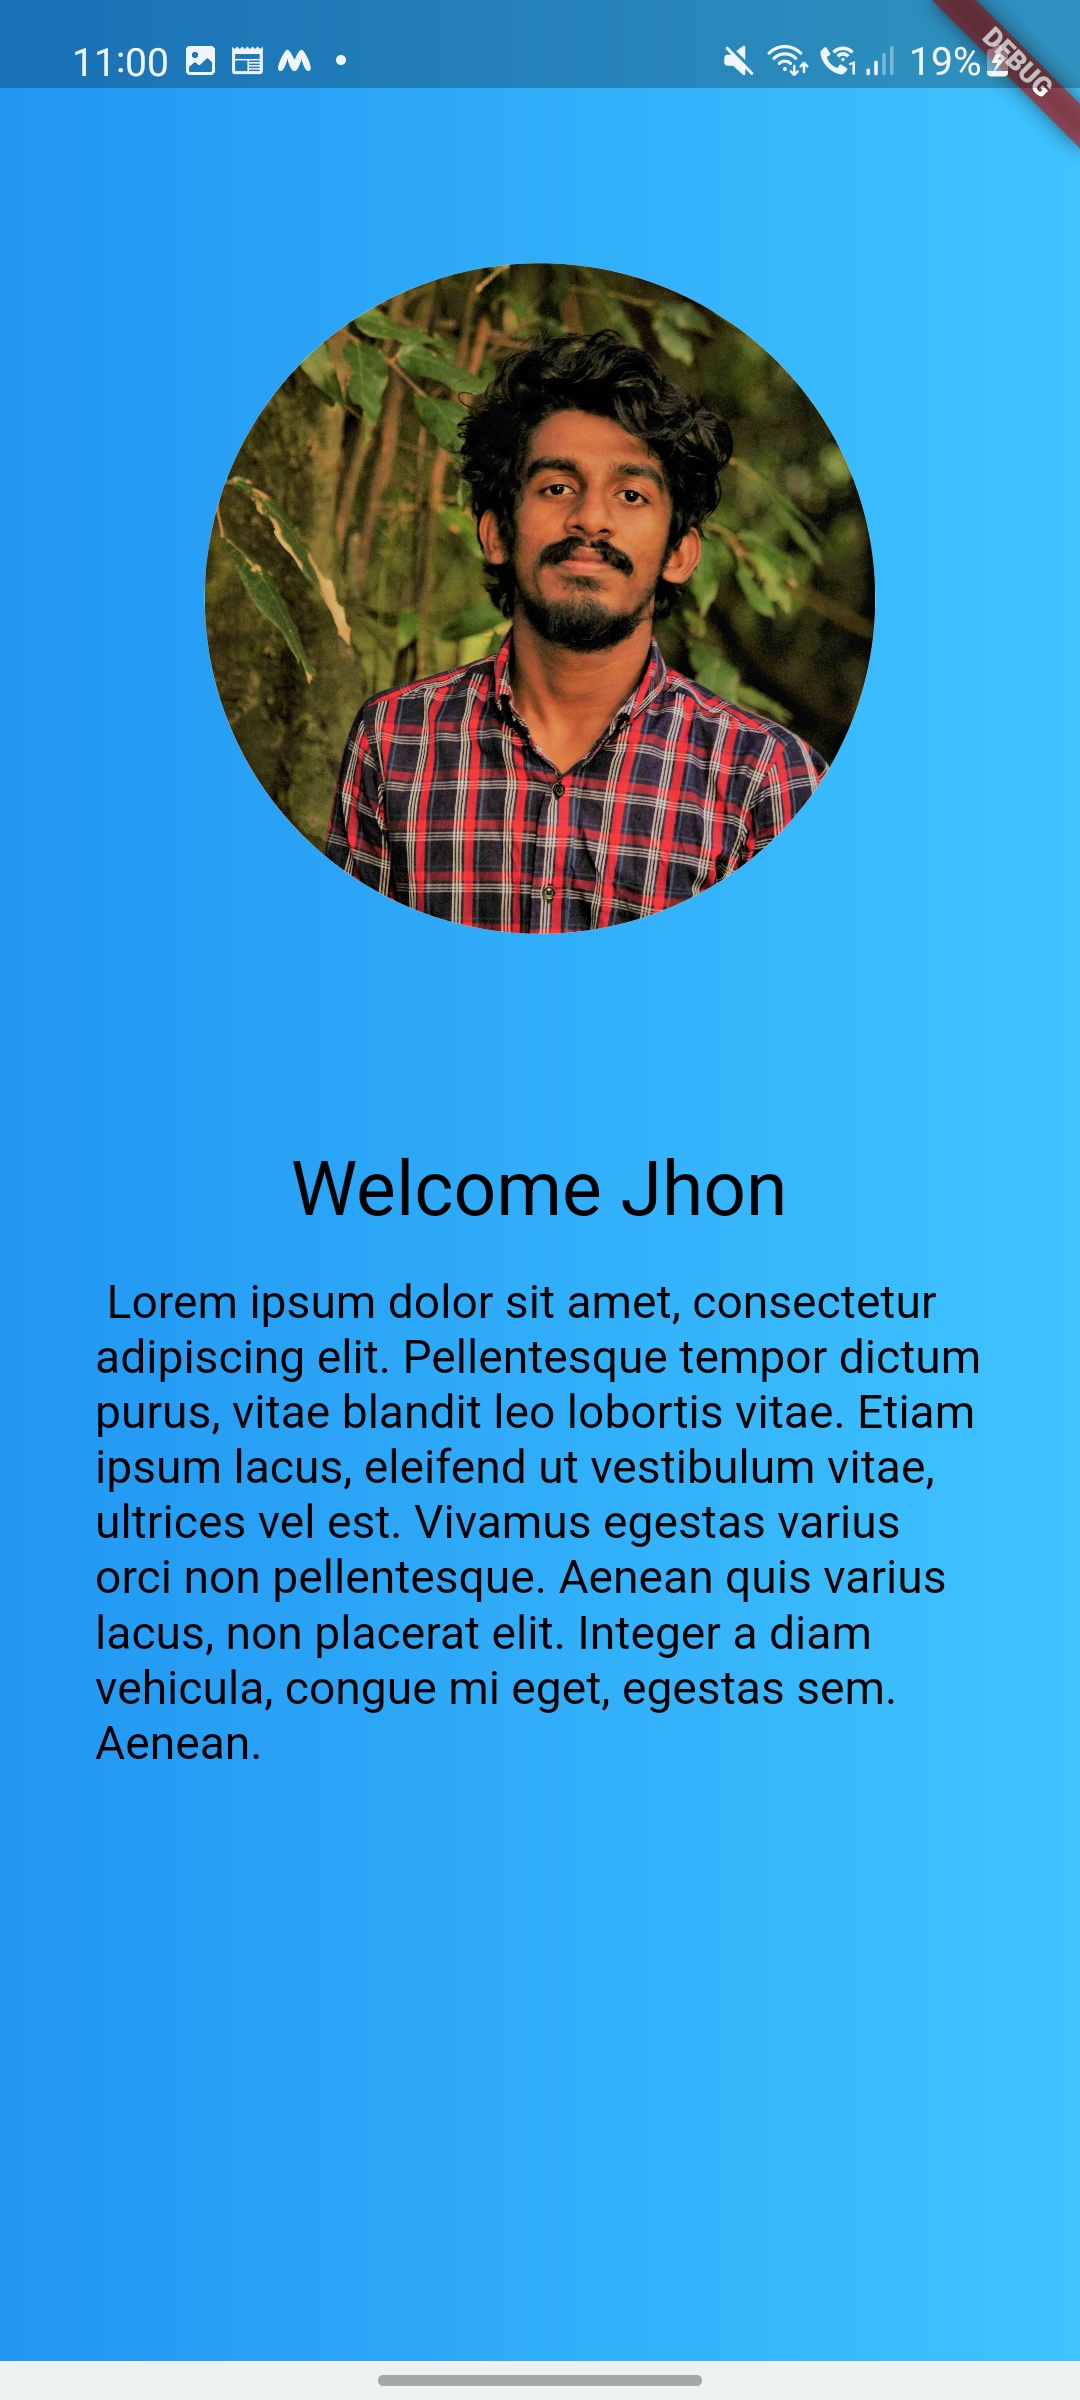 11:00 19%
DEBUG
Welcome Jhon
Lorem ipsum dolor sit amet, consectetur
adipiscing elit. Pellentesque tempor dictum
purus, vitae blandit leo lobortis vitae. Etiam
ipsum lacus, eleifend ut vestibulum vitae,
ultrices vel est. Vivamus egestas varius
orci non pellentesque. Aenean quis varius
lacus, non placerat elit. Integer a diam
vehicula, congue mi eget, egestas sem.
Aenean.